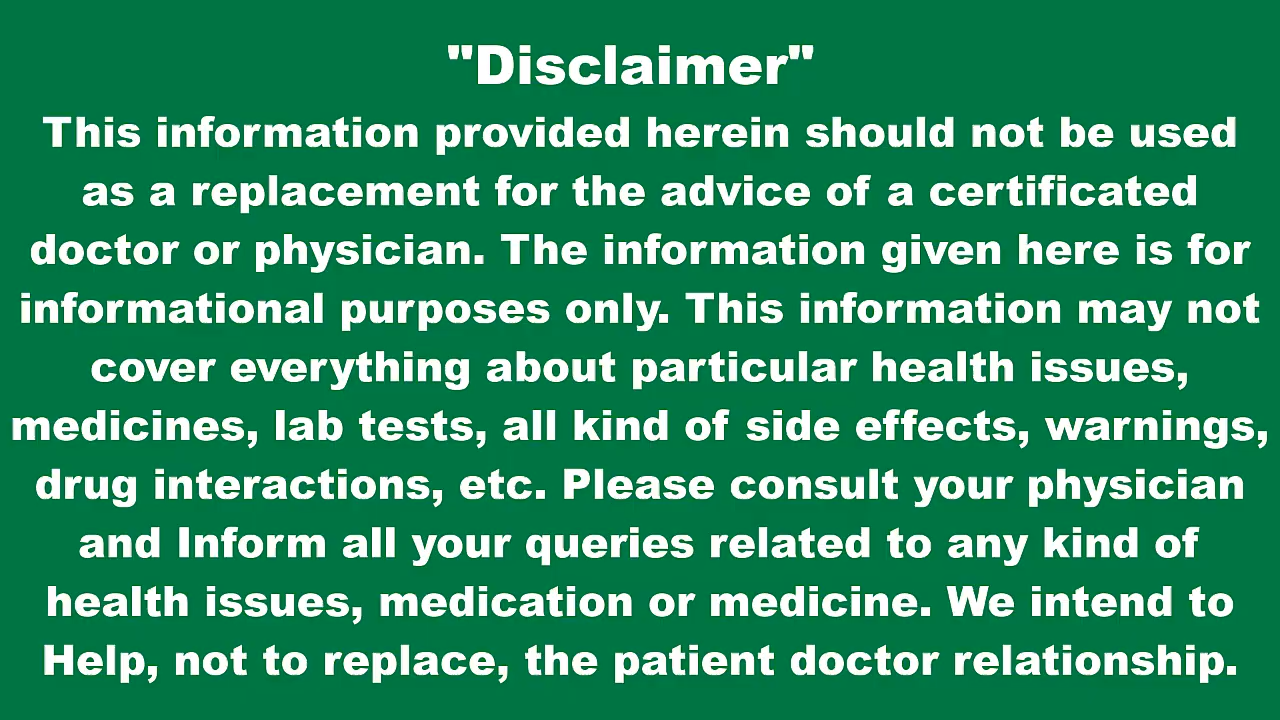 "Disclaimer"
This information provided herein should not be used
as a replacement for the advice of a certificated
doctor or physician. The information given here is for
informational purposes only. This information may not
cover everything about particular health issues,
medicines, lab tests, all kind of side effects, warnings,
drug interactions, etc. Please consult your physician
and Inform all your queries related to any kind of
health issues, medication or medicine. We intend to
Help, not to replace, the patient doctor relationship.